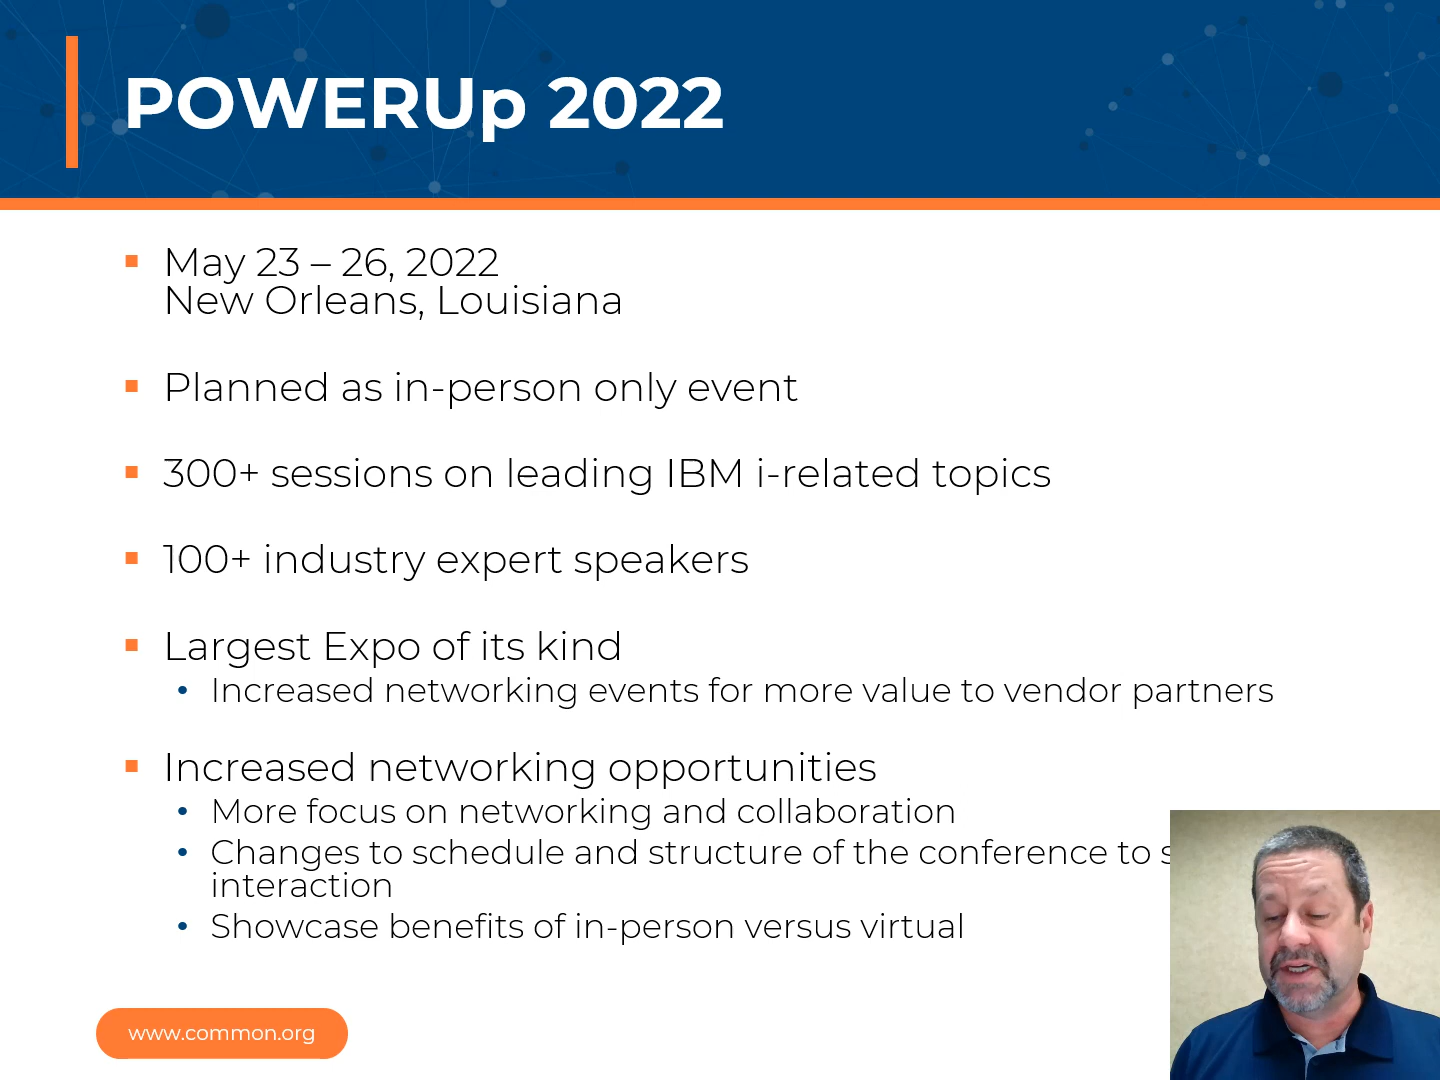 POWERUp 2022
May 23 – 26, 2022
New Orleans, Louisiana
Planned as in-person only event
300+ sessions on leading IBM i-related topics
100+ industry expert speakers
Largest Expo of its kind
Increased networking events for more value to vendor partners
Increased networking opportunities
More focus on networking and collaboration
Changes to schedule and structure of the conference to
interaction
Showcase benefits of in-person versus virtual
www.common.org